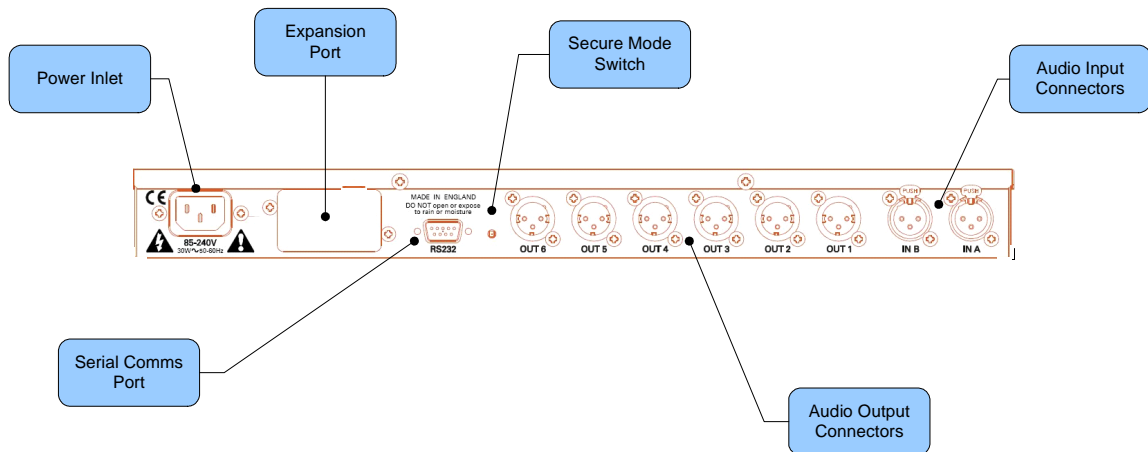 Expansion
Port
Secure Mode
Switch
Power Inlet
Audio Input
Connectors
CE
MADE IN ENGLAND
DO NOT open or expose
to rain or moisture
PUSH
PUSH
85-240V
30W~50-60Hz
RS232
OUT 6
OUT 5
OUT 4
OUT 3
OUT 2
OUT 1
IN B
IN A
Serial Comms
Port
Audio Output
Connectors